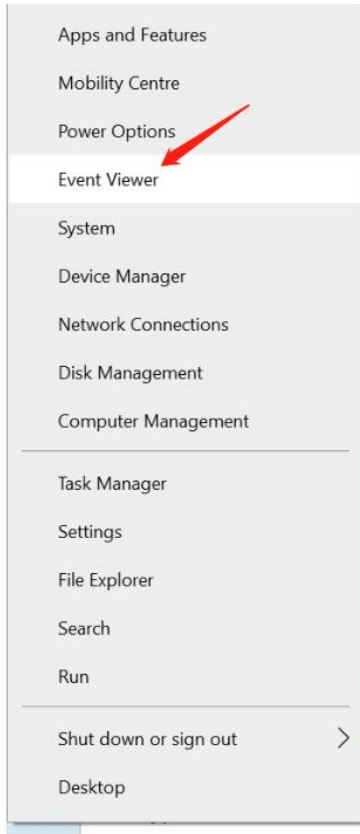 Apps and Features
Mobility Centre
Power Options
Event Viewer
System
Device Manager
Network Connections
Disk Management
Computer Management
Task Manager
Settings
File Explorer
Search
Run
Shut down or sign out
Desktop